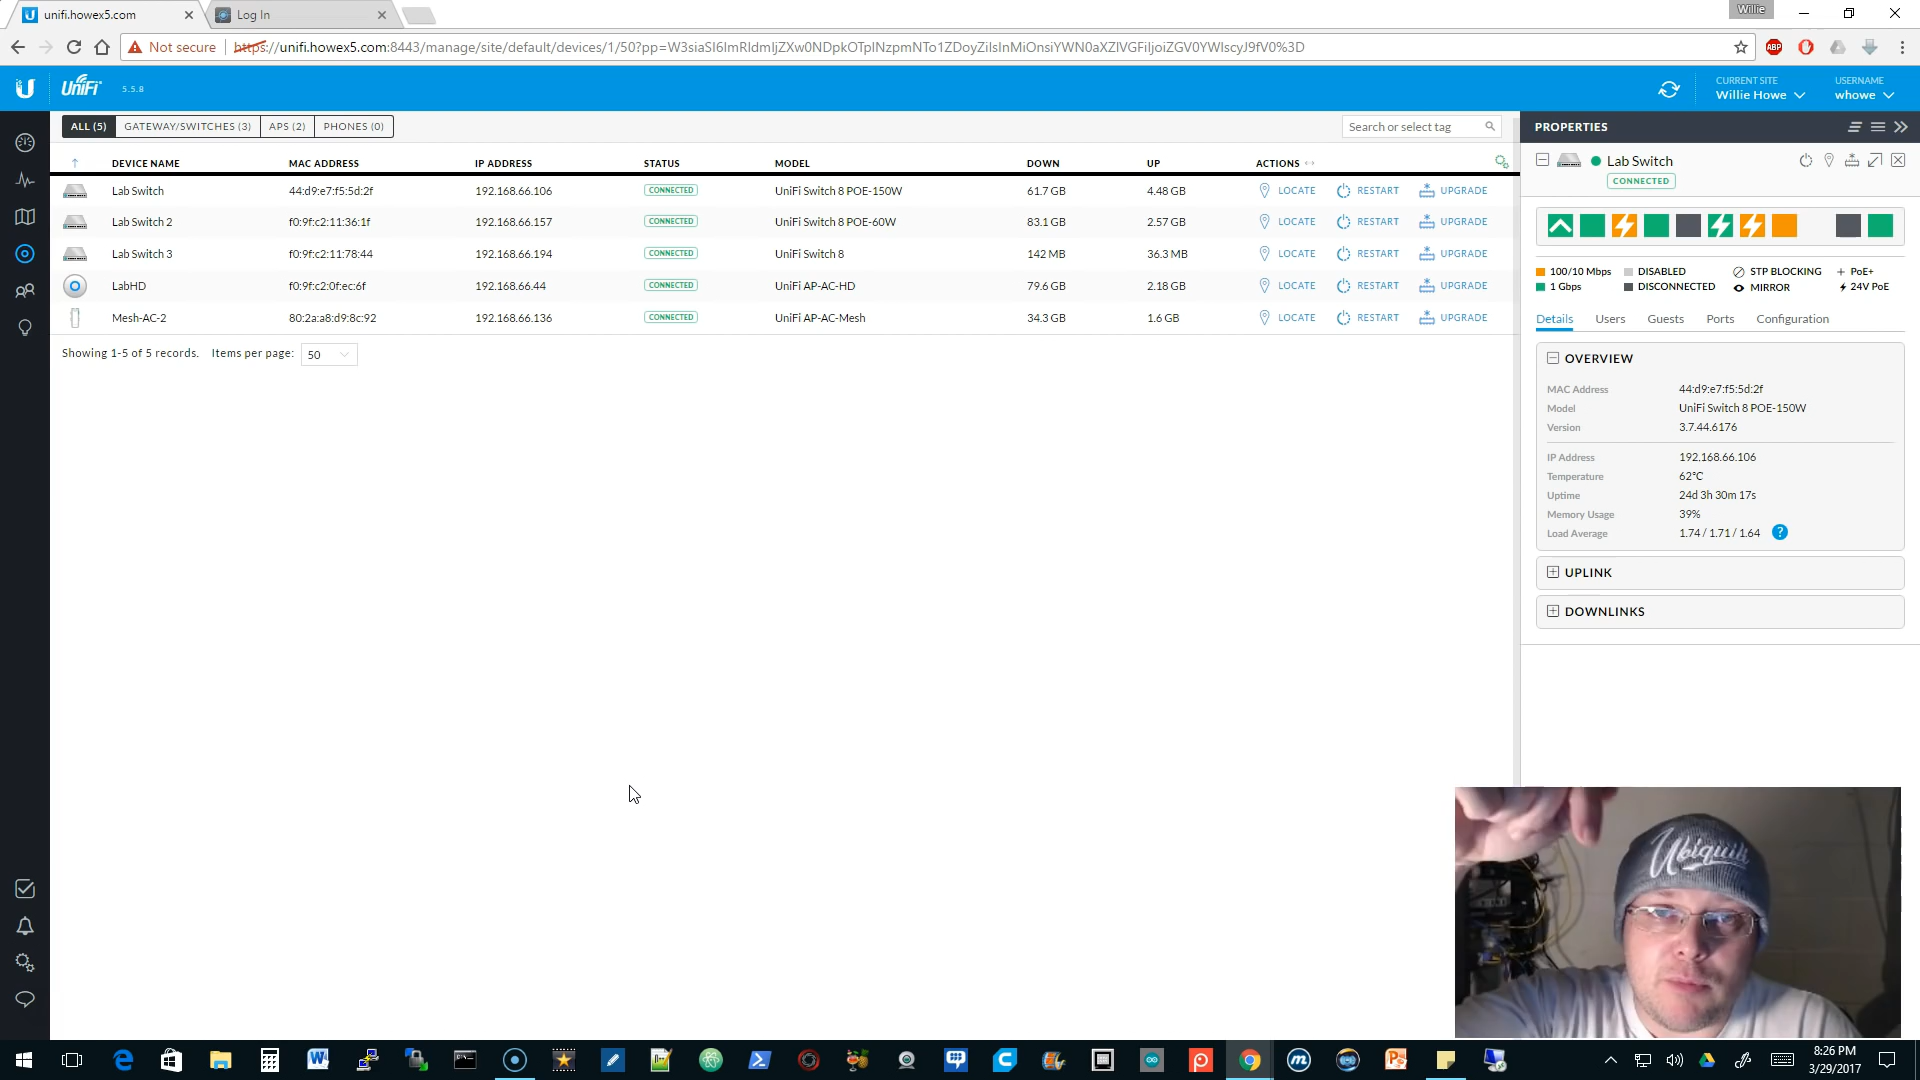 unifi.howex5.com
Log In
Willie
Not secure
https://unifi.howex5.com:8443/manage/site/default/devices/1/50?pp=
UniFi
5.5.8
CURRENT SITE
Willie Howe
USERNAME
whowe
ALL (5)
GATEWAY/SWITCHES (3)
APS (2)
PHONES (0)
Search or select tag
DEVICE NAME MAC ADDRESS IP ADDRESS STATUS MODEL DOWN UP ACTIONS
Lab Switch 44:d9:e7:f5:5d:2f 192.168.66.106 CONNECTED UniFi Switch 8 POE-150W 61.7 GB 4.48 GB LOCATE RESTART UPGRADE
Lab Switch 2 f0:9f:c2:11:36:1f 192.168.66.157 CONNECTED UniFi Switch 8 POE-60W 83.1 GB 2.57 GB LOCATE RESTART UPGRADE
Lab Switch 3 f0:9f:c2:11:78:44 192.168.66.194 CONNECTED UniFi Switch 8 142 MB 36.3 MB LOCATE RESTART UPGRADE
LabHD f0:9f:c2:0f:ec:6f 192.168.66.44 CONNECTED UniFi AP-AC-HD 79.6 GB 2.18 GB LOCATE RESTART UPGRADE
Mesh-AC-2 80:2a:a8:d9:8c:92 192.168.66.136 CONNECTED UniFi AP-AC-Mesh 34.3 GB 1.6 GB LOCATE RESTART UPGRADE
Showing 1-5 of 5 records. Items per page: 50
PROPERTIES
Lab Switch
CONNECTED
100/10 Mbps DISABLED STP BLOCKING + PoE+
1 Gbps DISCONNECTED MIRROR 24V PoE
Details Users Guests Ports Configuration
OVERVIEW
MAC Address 44:d9:e7:f5:5d:2f
Model UniFi Switch 8 POE-150W
Version 3.7.44.6176
IP Address 192.168.66.106
Temperature 62°C
Uptime 24d 3h 30m 17s
Memory Usage 39%
Load Average 1.74 / 1.71 / 1.64 ?
UPLINK
DOWNLINKS
Ubiquiti
8:26 PM
3/29/2017